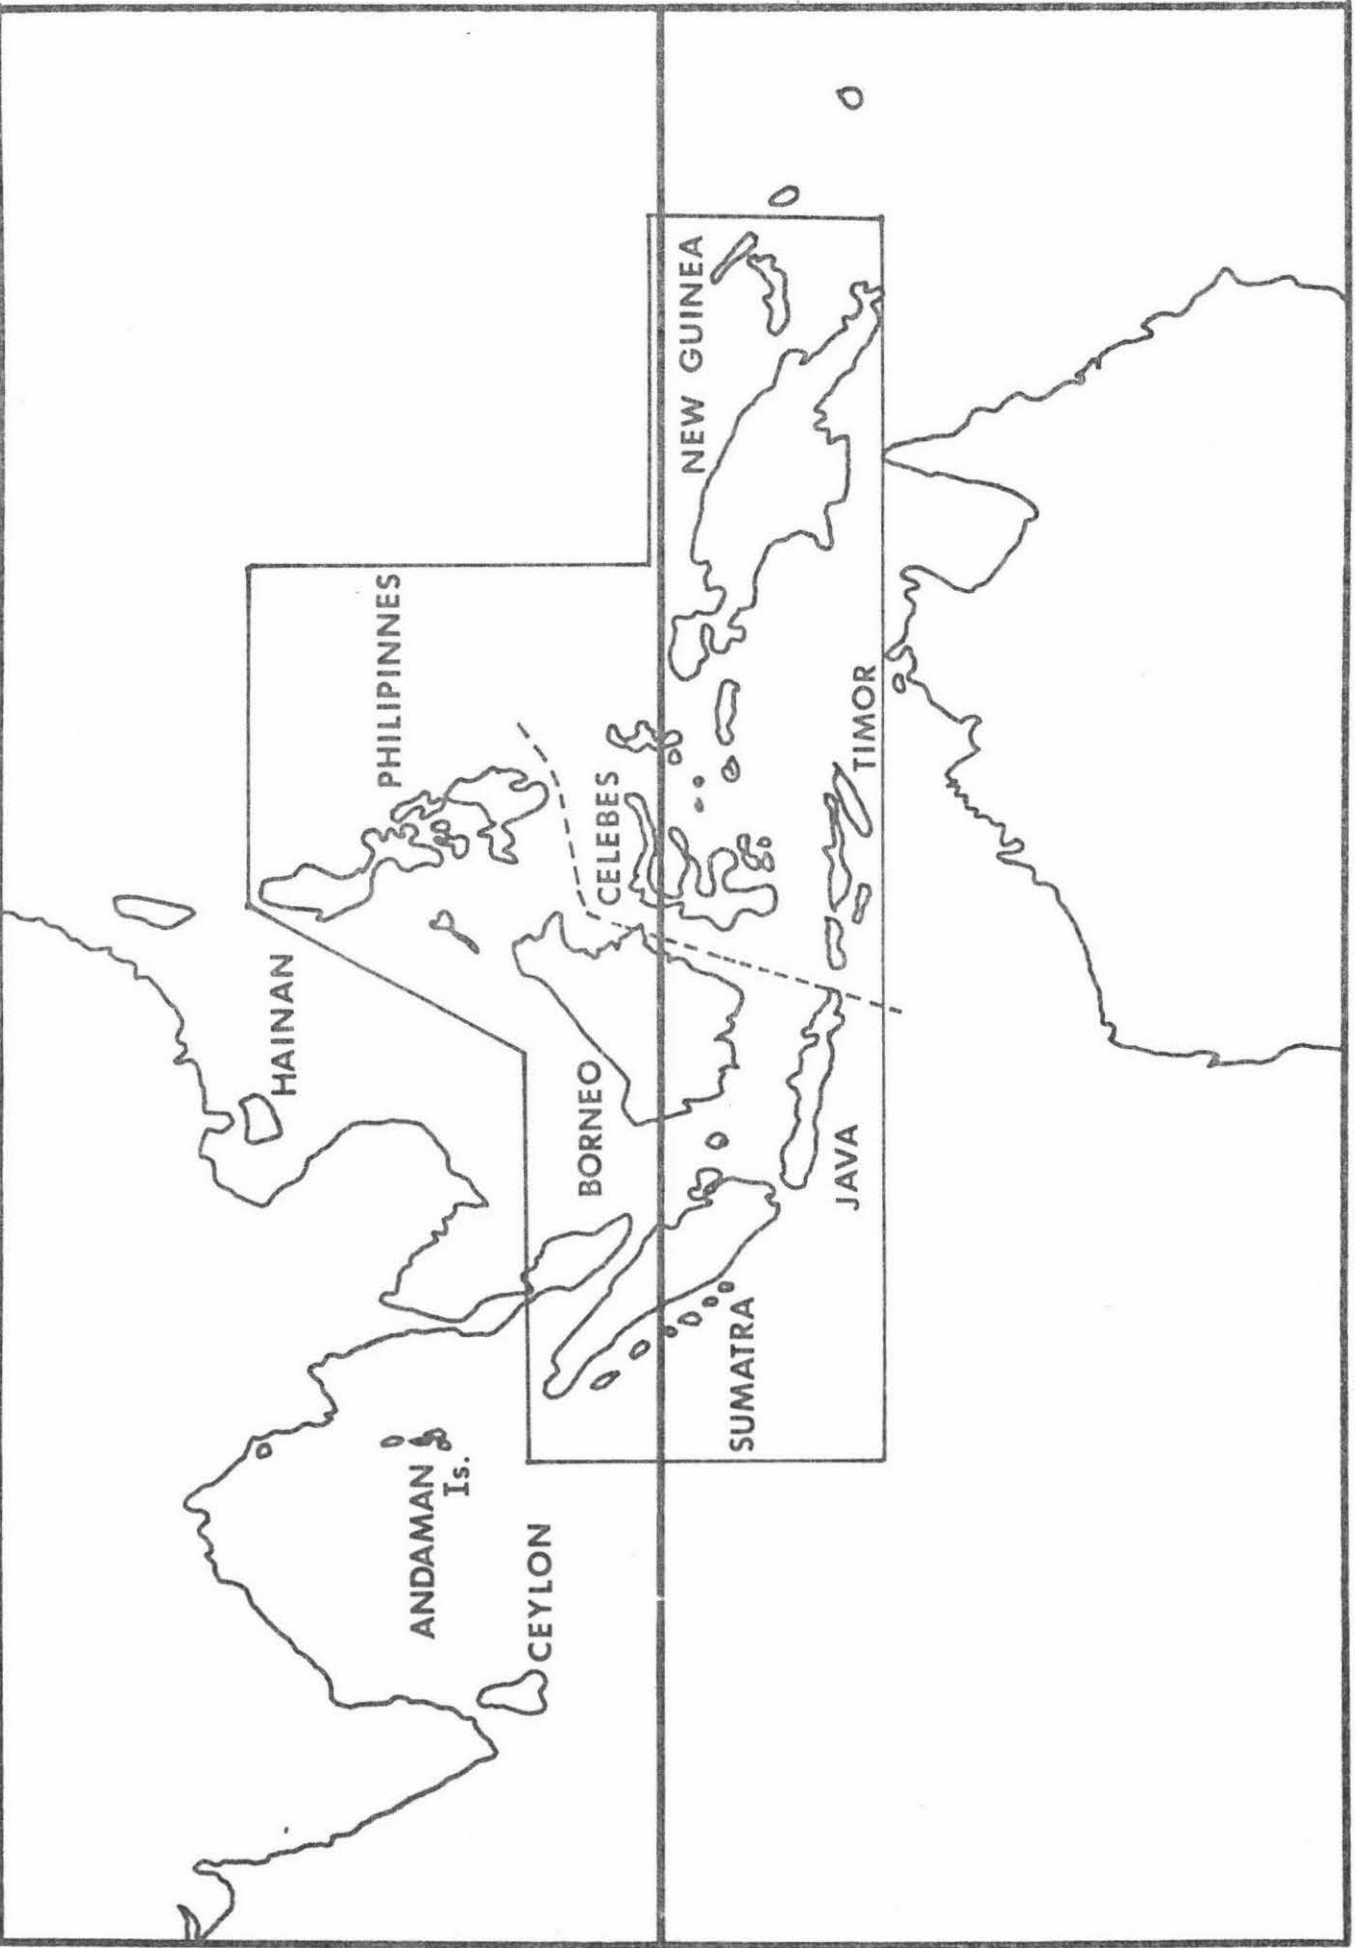 HAINAN
PHILIPINNES
ANDAMAN
Is.
CEYLON
BORNEO
CELEBES
NEW GUINEA
SUMATRA
JAVA
TIMOR